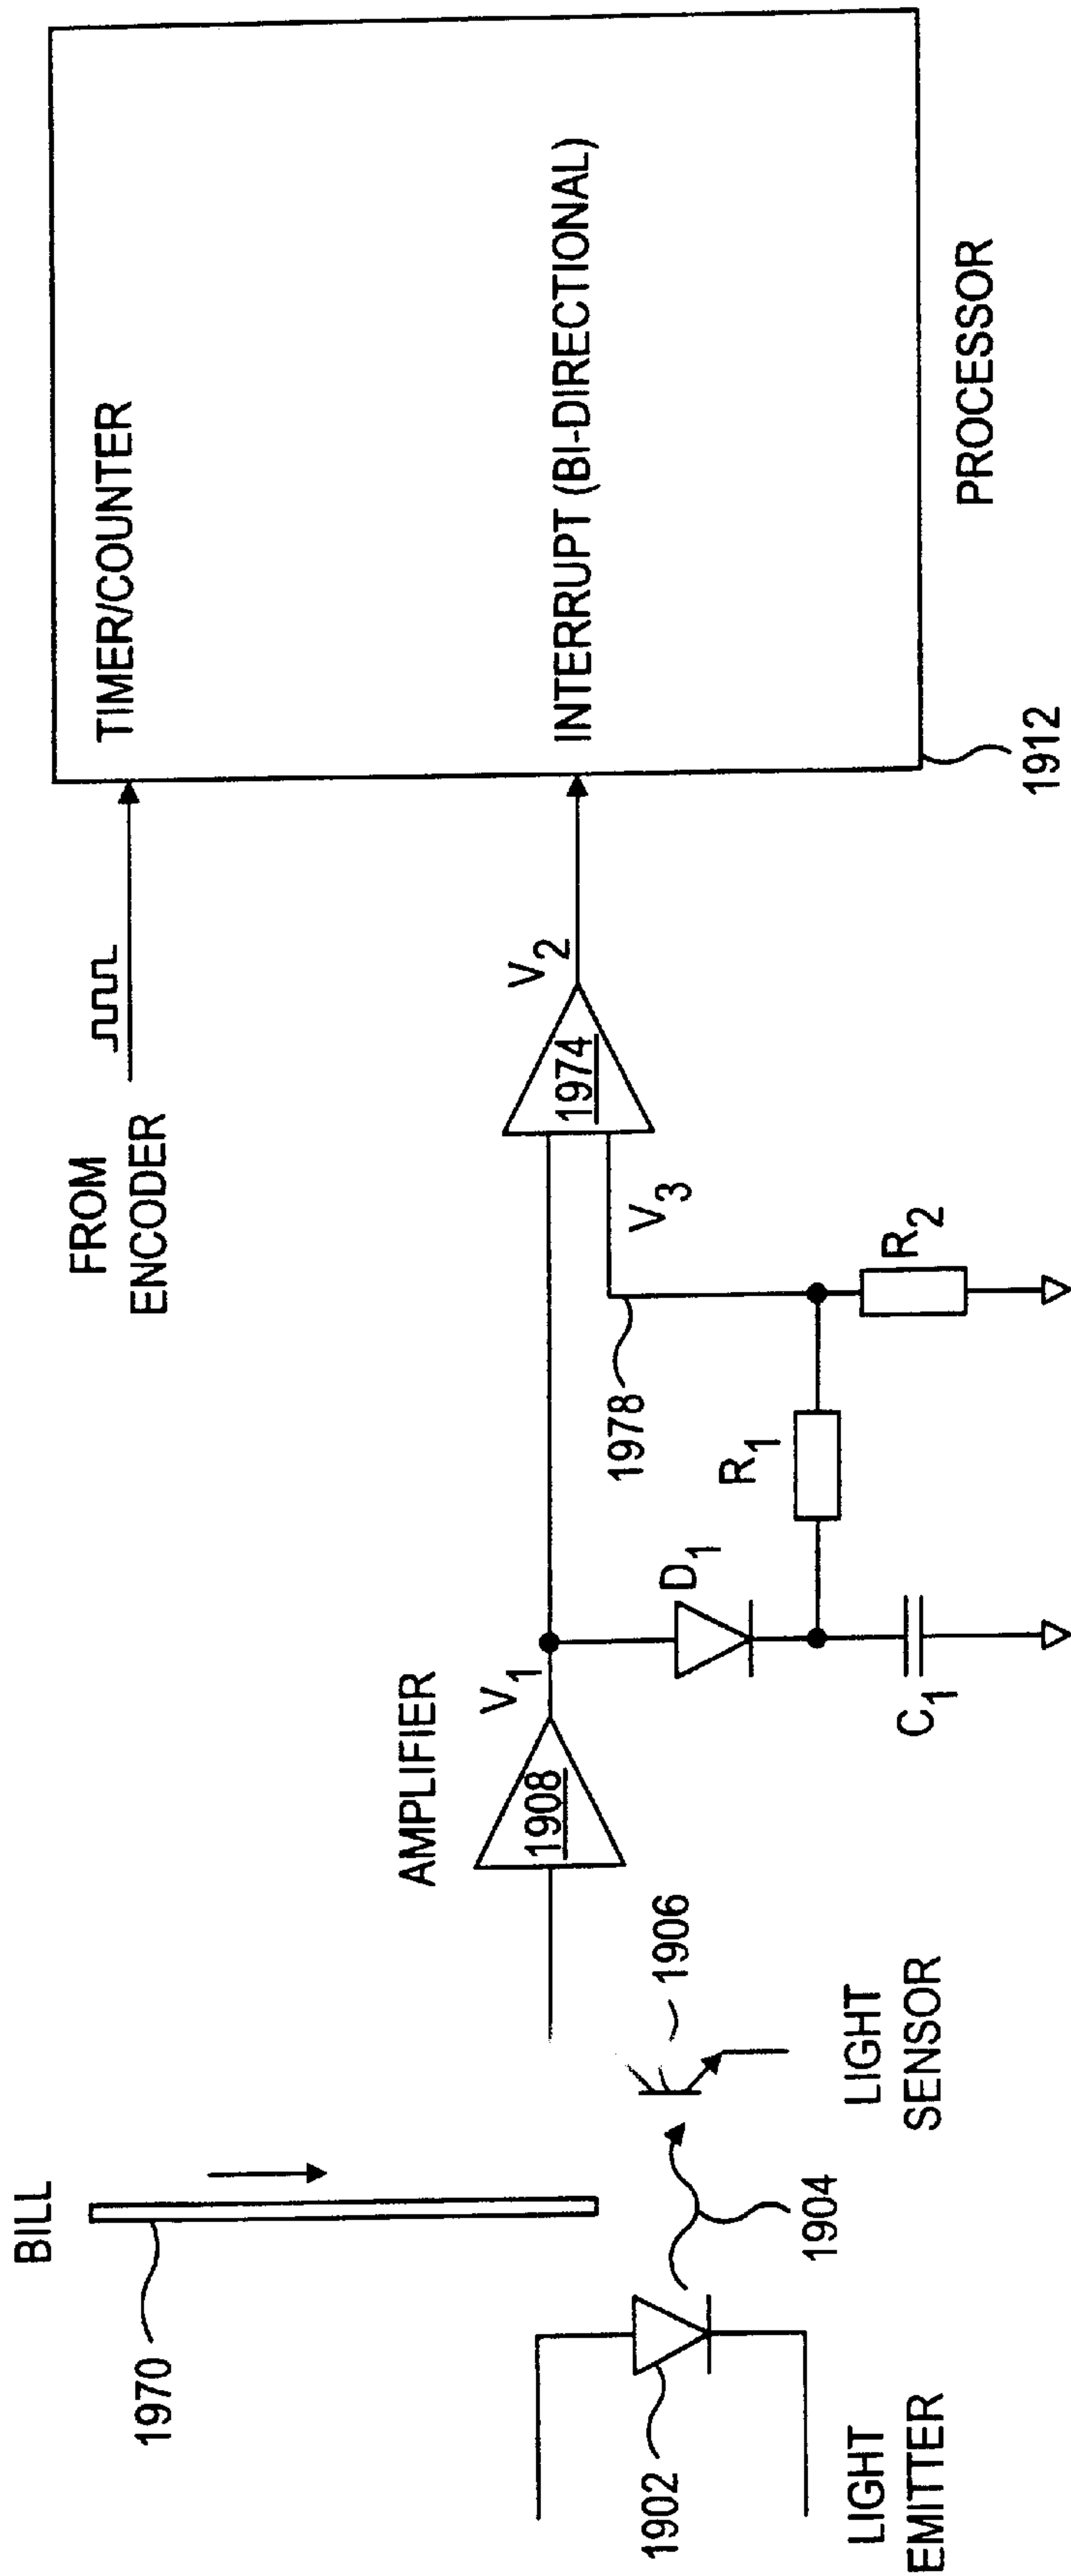 BILL
1970
1902
LIGHT
EMITTER
1904
1906
LIGHT
SENSOR
AMPLIFIER
1908
V1
D1
C1
R1
R2
1978
V3
1974
V2
FROM
ENCODER
TIMER/COUNTER
INTERRUPT (BI-DIRECTIONAL)
PROCESSOR
1912